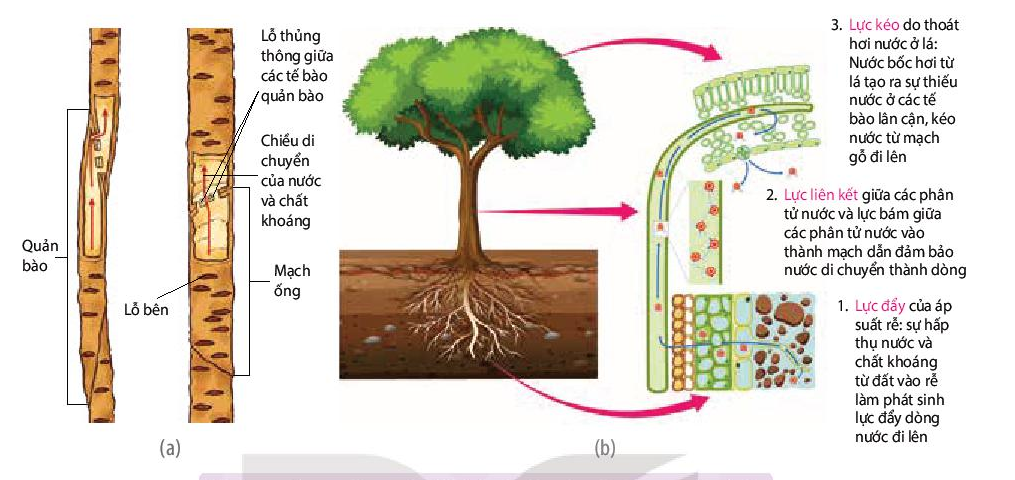 Lỗ thủng
thông giữa
các tế bào
quản bào
Chiều di
chuyển
của nước
và chất
khoáng
Quản
bào
Lỗ bên
Mạch
ống
(a)
3. Lực kéo do thoát
hơi nước ở lá:
Nước bốc hơi từ
lá tạo ra sự thiếu
nước ở các tế
bào lân cận, kéo
nước từ mạch
gỗ đi lên
2. Lực liên kết giữa các phân
tử nước và lực bám giữa
các phân tử nước vào
thành mạch dẫn đảm bảo
nước di chuyển thành dòng
1. Lực đẩy của áp
suất rễ: sự hấp
thụ nước và
chất khoáng
từ đất vào rễ
làm phát sinh
lực đẩy dòng
nước đi lên
(b)